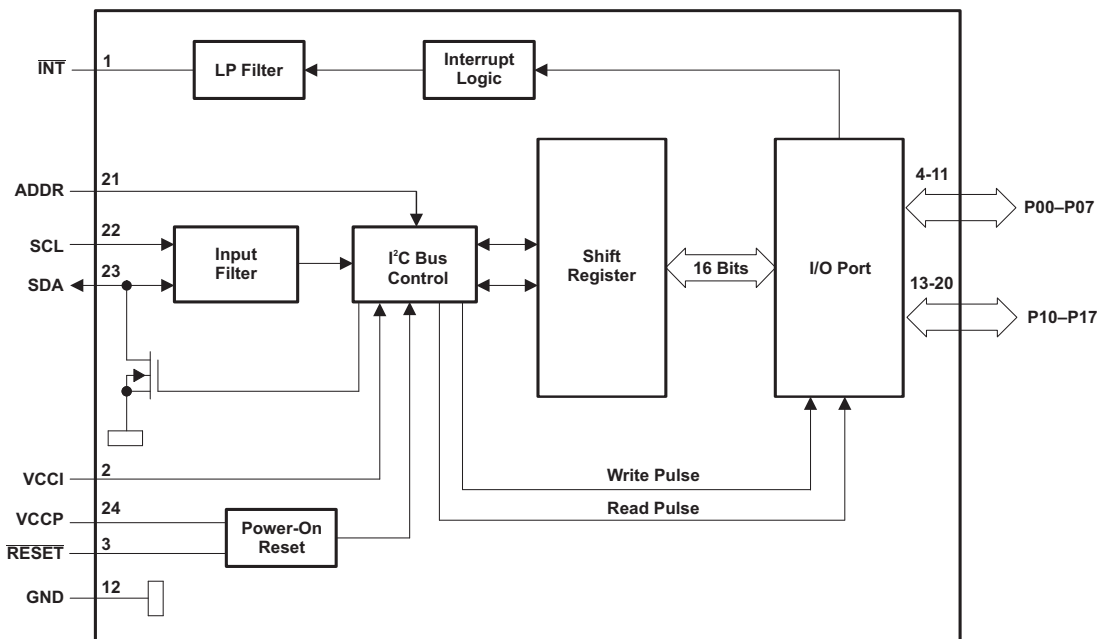 INT
1
LP Filter
Interrupt
Logic
ADDR
21
SCL
22
SDA
23
Input
Filter
I²C Bus
Control
Shift
Register
16 Bits
I/O Port
4-11
P00–P07
13-20
P10–P17
VCCI
2
Write Pulse
VCCP
24
Read Pulse
RESET
3
Power-On
Reset
GND
12